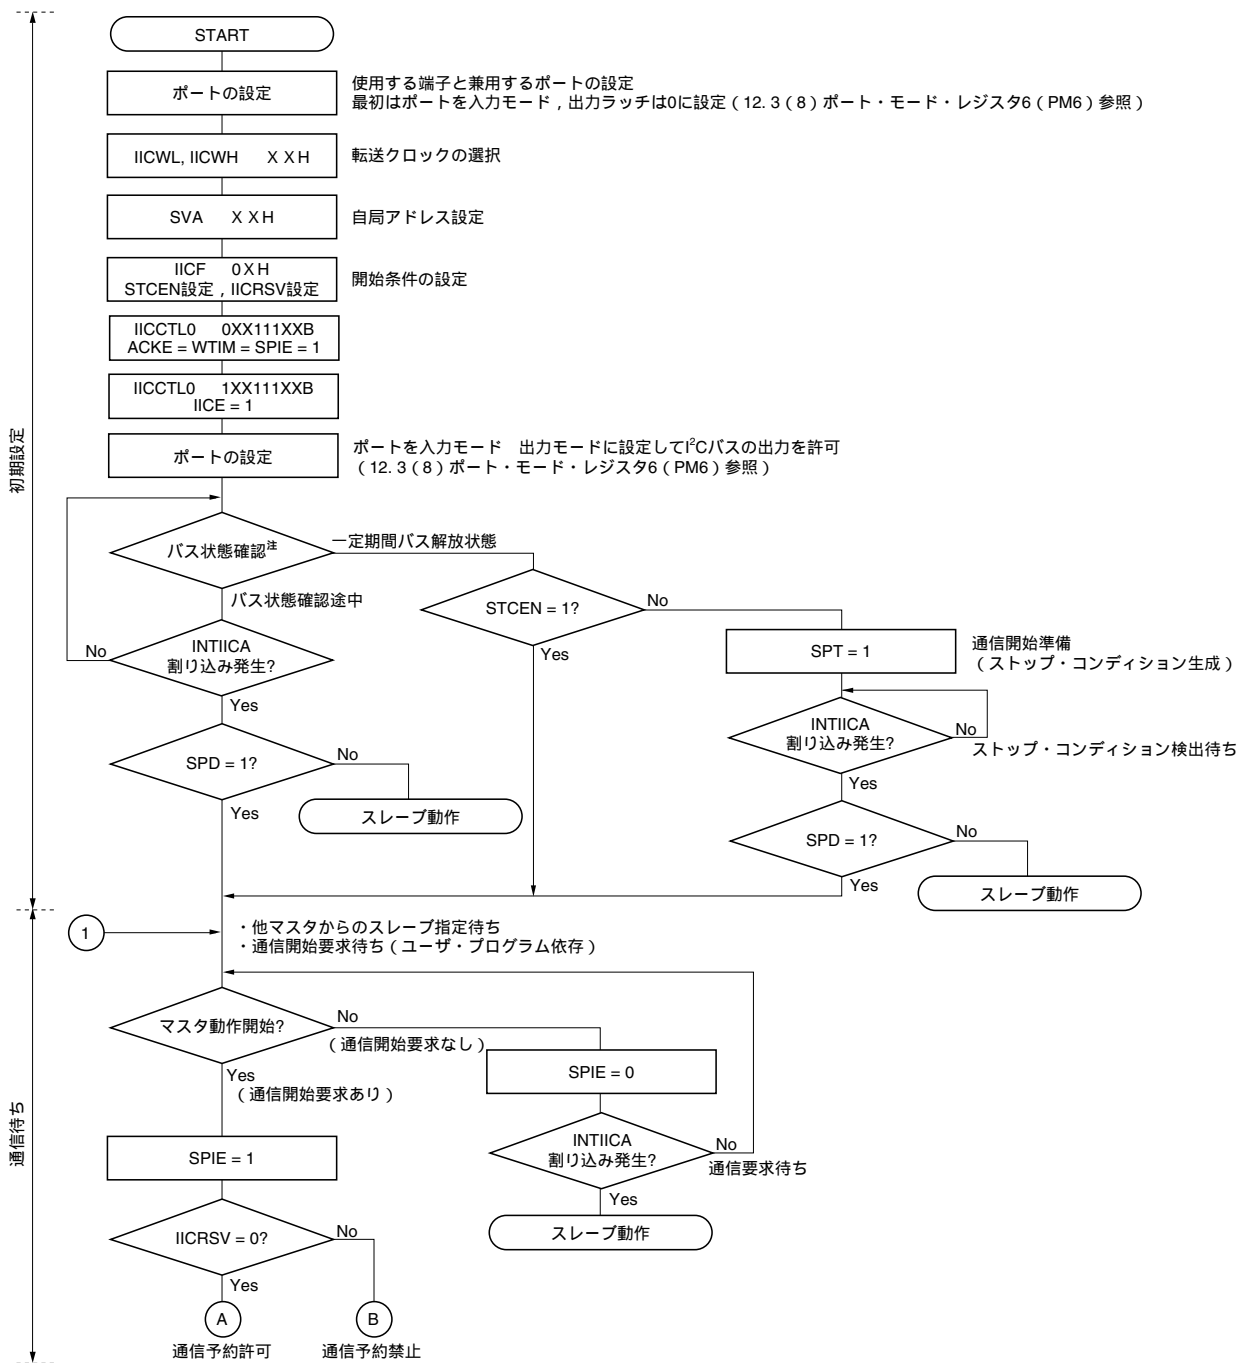 START
ポートの設定
使用する端子と兼用するポートの設定
最初はポートを入力モード，出力ラッチは0に設定（12. 3（8）ポート・モード・レジスタ6（PM6）参照）
IICWL, IICWH XXH
転送クロックの選択
SVA XXH
自局アドレス設定
IICF 0XH
STCEN設定，IICRSV設定
開始条件の設定
IICCTL0 0XX111XXB
ACKE = WTIM = SPIE = 1
IICCTL0 1XX111XXB
IICE = 1
ポートの設定
ポートを入力モード 出力モードに設定してI²Cバスの出力を許可
（12. 3（8）ポート・モード・レジスタ6（PM6）参照）
初期設定
バス状態確認注
一定期間バス解放状態
バス状態確認途中
STCEN = 1?
No
Yes
SPT = 1
通信開始準備
（ストップ・コンディション生成）
No
INTIICA
割り込み発生?
Yes
INTIICA
割り込み発生?
No
ストップ・コンディション検出待ち
Yes
SPD = 1?
No
Yes
スレーブ動作
SPD = 1?
No
Yes
スレーブ動作
1
・他マスタからのスレーブ指定待ち
・通信開始要求待ち（ユーザ・プログラム依存）
通信待ち
マスタ動作開始?
No
（通信開始要求なし）
Yes
（通信開始要求あり）
SPIE = 0
INTIICA
割り込み発生?
No
通信要求待ち
Yes
スレーブ動作
SPIE = 1
IICRSV = 0?
No
Yes
A
B
通信予約許可
通信予約禁止